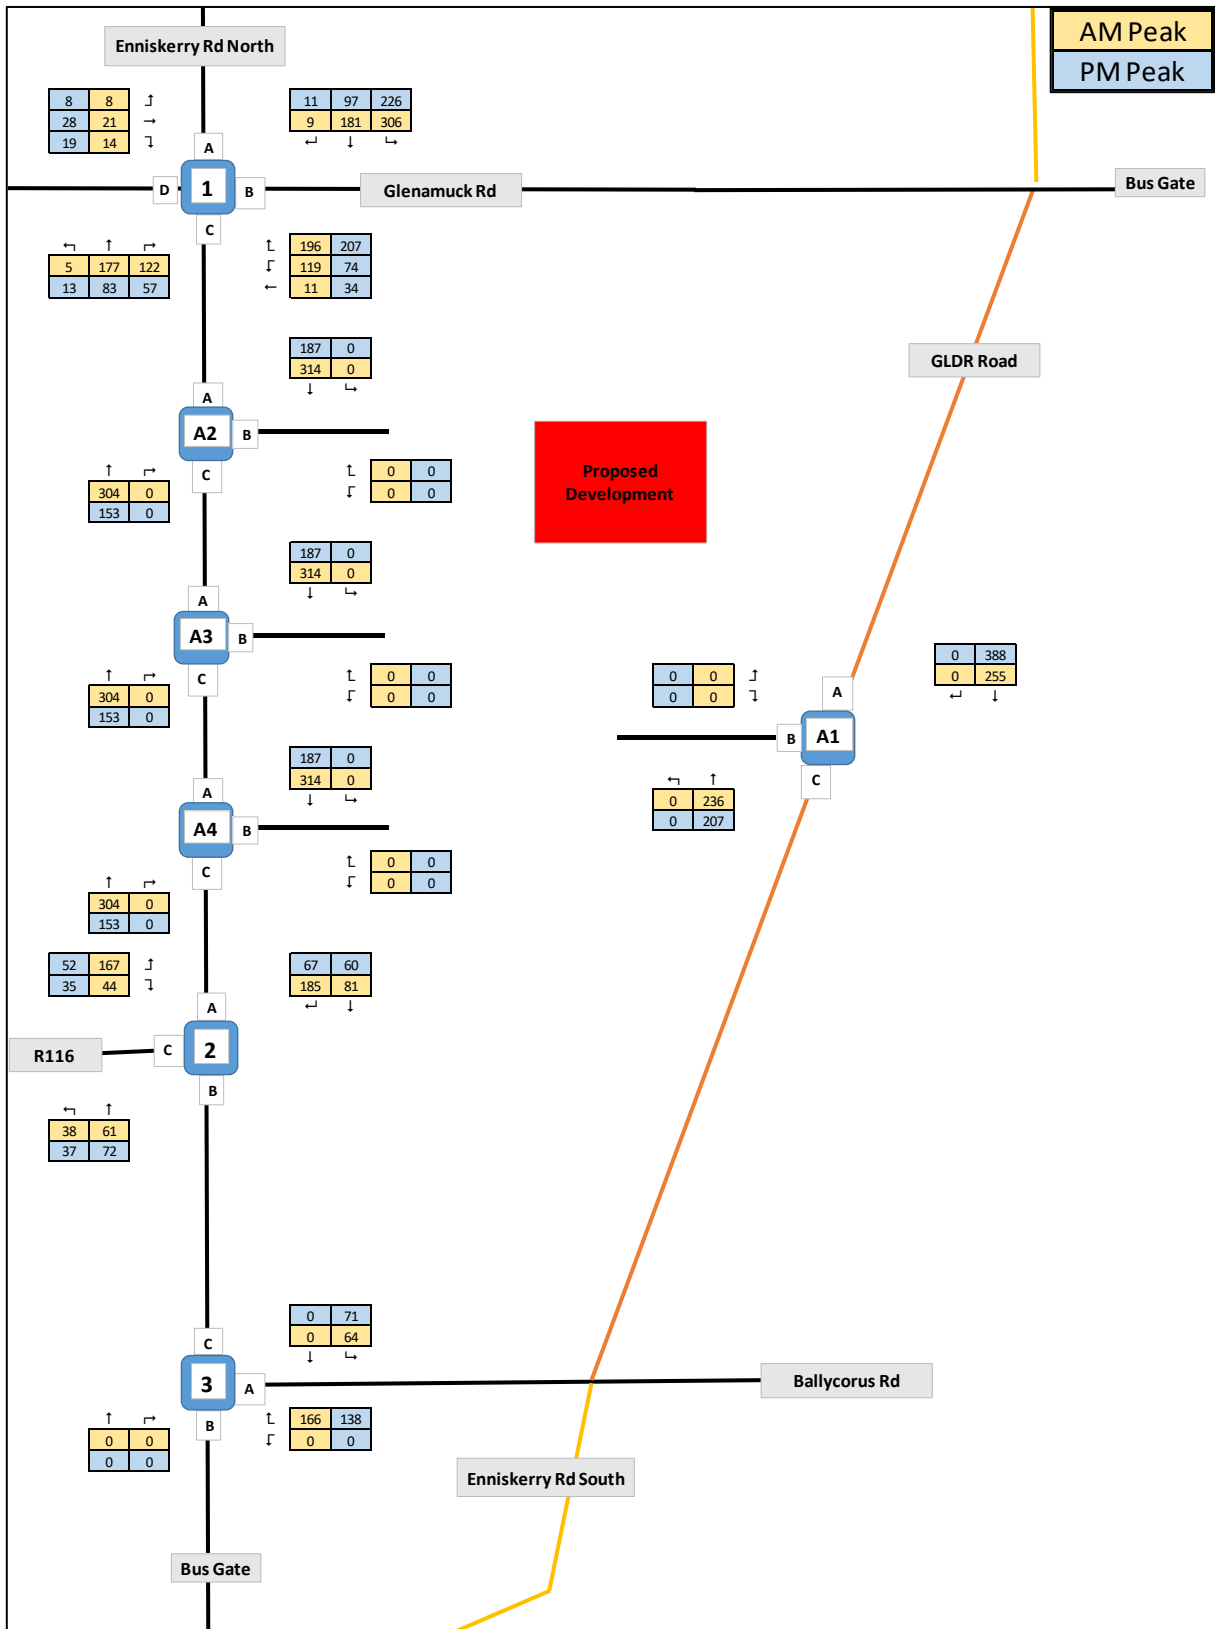 AM Peak
PM Peak
Enniskerry Rd North
8 8 ⮥
28 21 →
19 14 ⮧
11 97 226
9 181 306
↵ ↓ ↳
A
D 1 B
C
Glenamuck Rd
Bus Gate
↰ ↑ ↱
5 177 122
13 83 57
196 207
119 74
← 11 34
187 0
314 0
↓ ↳
GLDR Road
A
A2 B
C
↑ ↱
304 0
153 0
0 0
0 0
Proposed
Development
187 0
314 0
↓ ↳
A
A3 B
C
↑ ↱
304 0
153 0
0 0
0 0
0 0
0 0
0 388
0 255
↵ ↓
A
B A1
C
↰ ↑
0 236
0 207
187 0
314 0
↓ ↳
A
A4 B
C
↑ ↱
304 0
153 0
0 0
0 0
52 167
35 44
67 60
185 81
↵ ↓
A
R116
C 2
B
↰ ↑
38 61
37 72
0 71
0 64
↓ ↳
C
3 A
B
Ballycorus Rd
↑ ↱
0 0
0 0
166 138
0 0
Enniskerry Rd South
Bus Gate